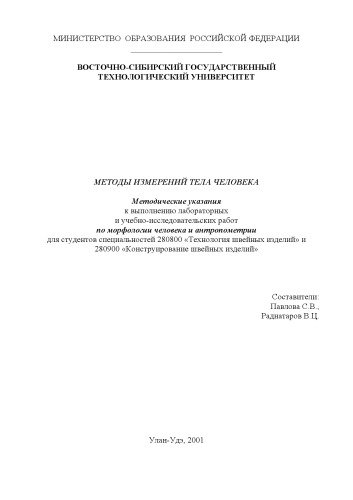 МИНИСТЕРСТВО ОБРАЗОВАНИЯ РОССИЙСКОЙ ФЕДЕРАЦИИ
ВОСТОЧНО-СИБИРСКИЙ ГОСУДАРСТВЕННЫЙ
ТЕХНОЛОГИЧЕСКИЙ УНИВЕРСИТЕТ
МЕТОДЫ ИЗМЕРЕНИЙ ТЕЛА ЧЕЛОВЕКА
Методические указания
к выполнению лабораторных
и учебно-исследовательских работ
по морфологии человека и антропометрии
для студентов специальностей 280800 «Технология швейных изделий» и
280900 «Конструирование швейных изделий»
Составители:
Павлова С.В.,
Раднатаров В.Ц.
Улан-Удэ, 2001